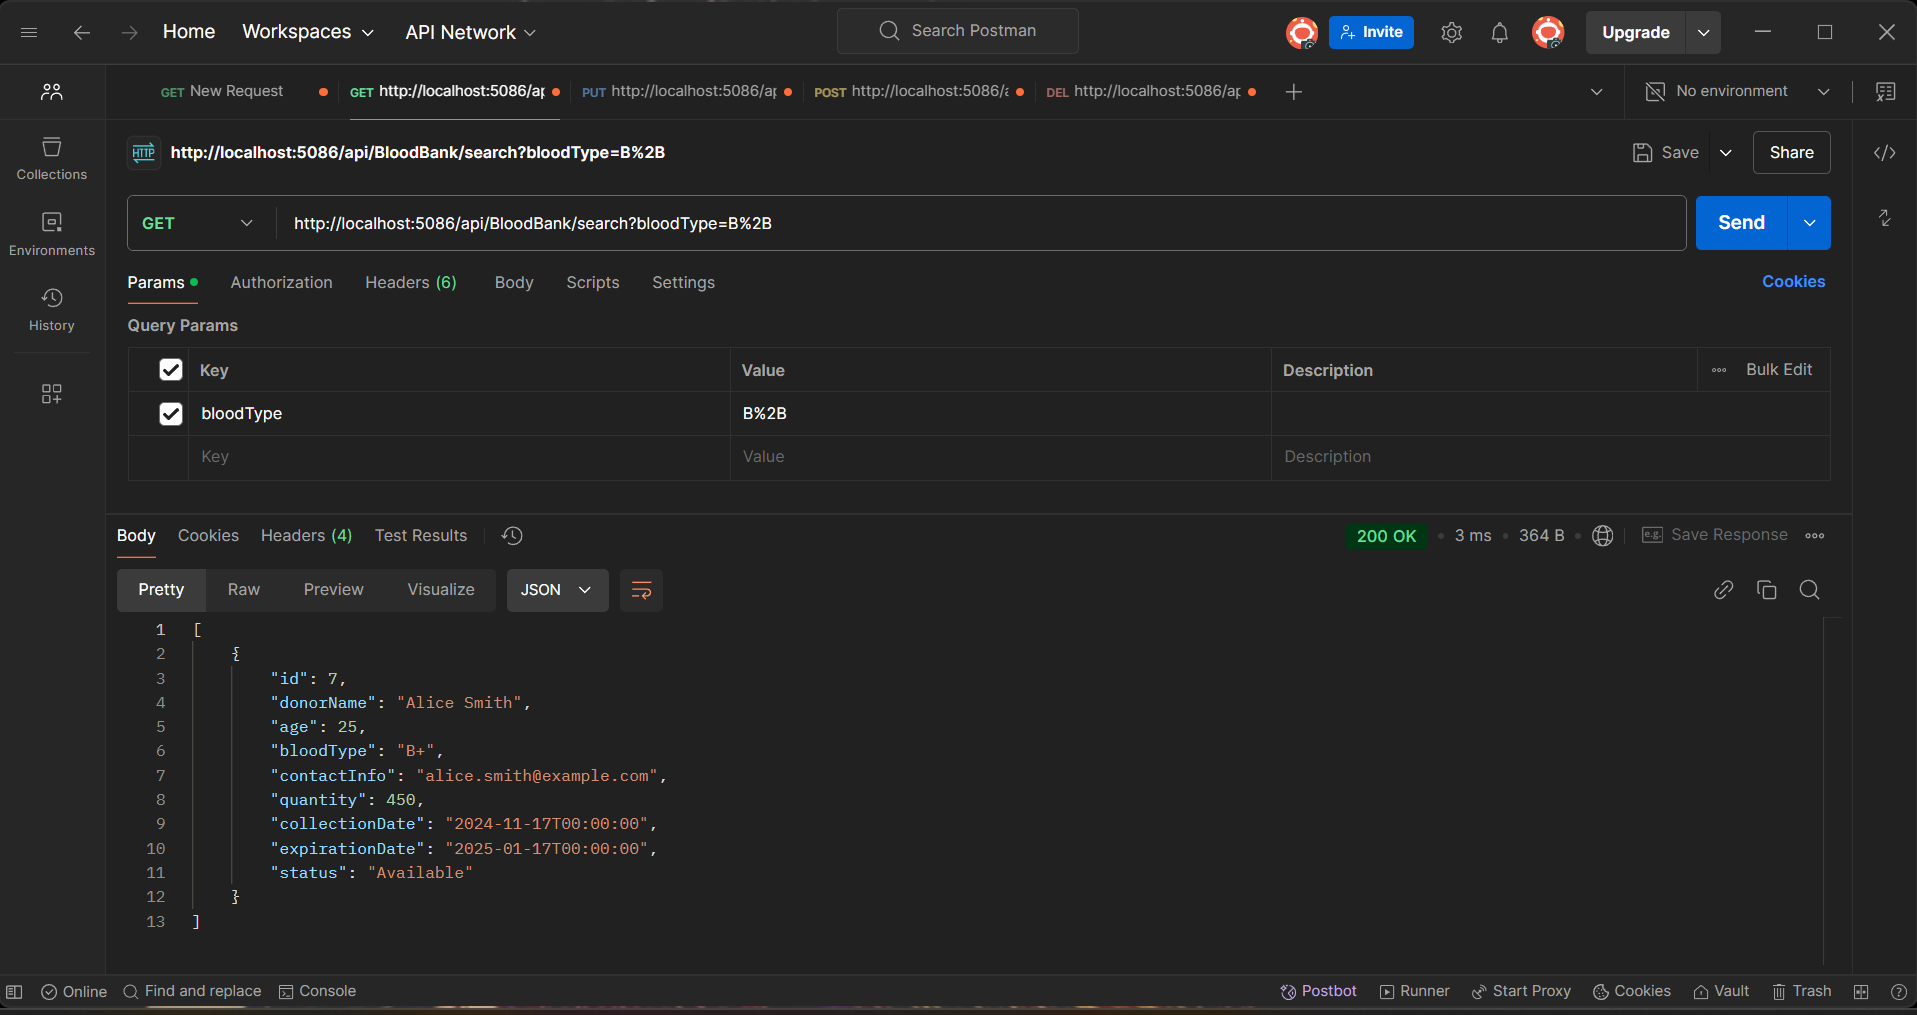 Home Workspaces API Network Search Postman Invite Upgrade
GET New Request GET http://localhost:5086/ap PUT http://localhost:5086/ap POST http://localhost:5086/a DEL http://localhost:5086/ap No environment
HTTP http://localhost:5086/api/BloodBank/search?bloodType=B%2B Save Share
Collections
GET http://localhost:5086/api/BloodBank/search?bloodType=B%2B Send
Environments
Params Authorization Headers (6) Body Scripts Settings Cookies
History
Query Params
Key Value Description Bulk Edit
bloodType B%2B
Key Value Description
Body Cookies Headers (4) Test Results 200 OK 3 ms 364 B e.g. Save Response
Pretty Raw Preview Visualize JSON
1 [
2 {
3 "id": 7,
4 "donorName": "Alice Smith",
5 "age": 25,
6 "bloodType": "B+",
7 "contactInfo": "alice.smith@example.com",
8 "quantity": 450,
9 "collectionDate": "2024-11-17T00:00:00",
10 "expirationDate": "2025-01-17T00:00:00",
11 "status": "Available"
12 }
13 ]
Online Find and replace Console Postbot Runner Start Proxy Cookies Vault Trash